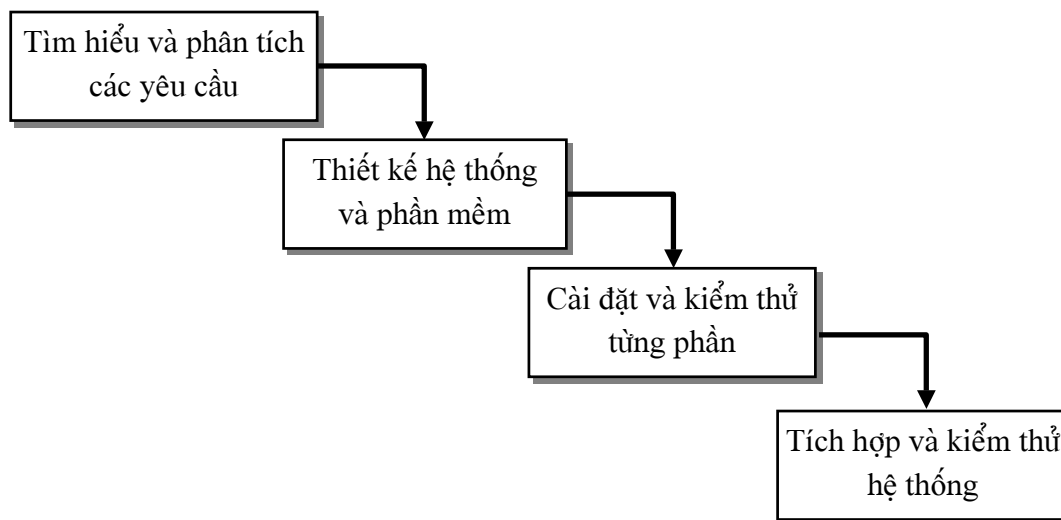 Tìm hiểu và phân tích
các yêu cầu
Thiết kế hệ thống
và phần mềm
Cài đặt và kiểm thử
từng phần
Tích hợp và kiểm thử
hệ thống